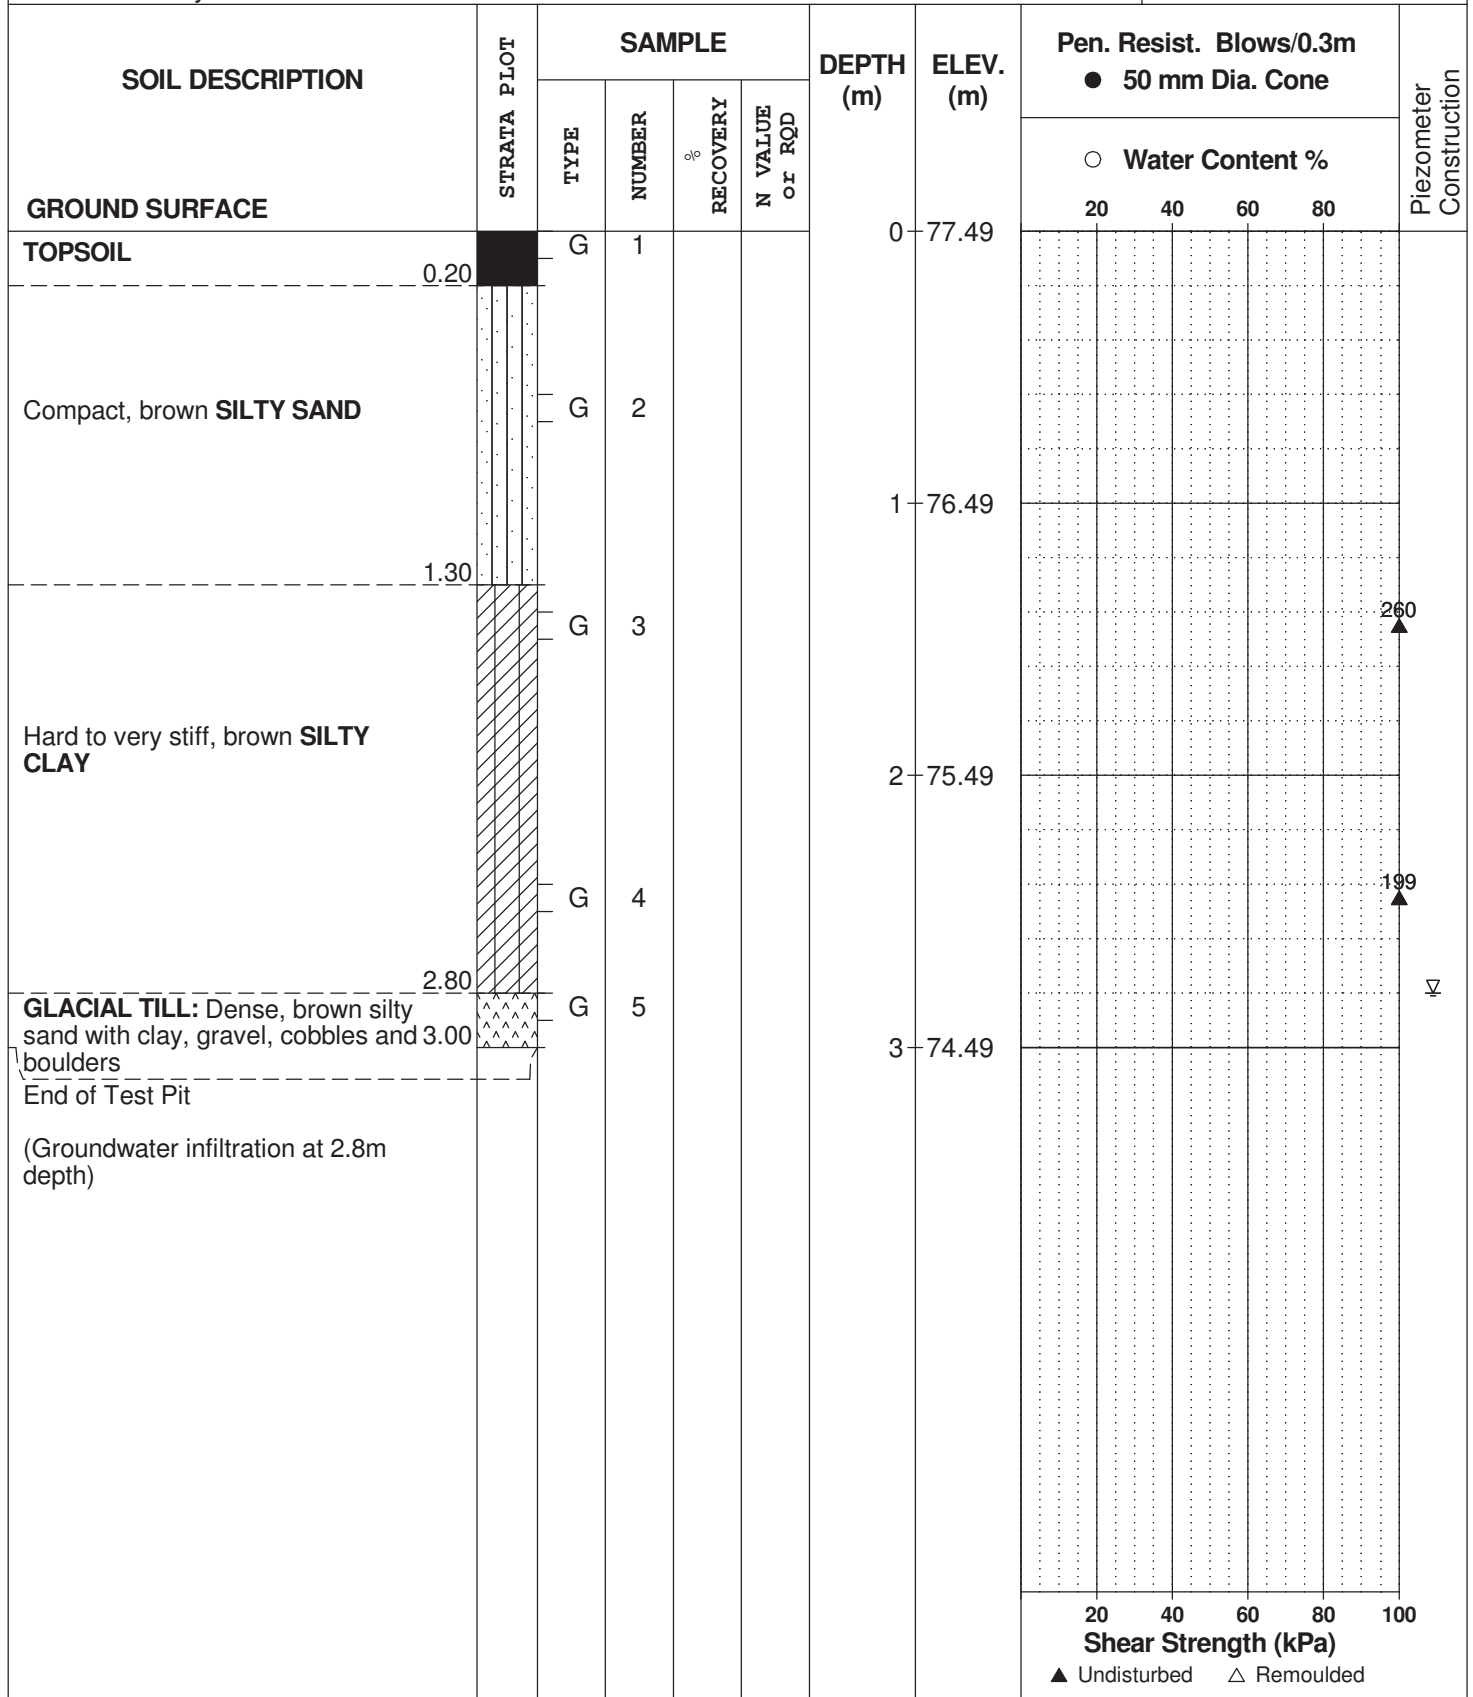 SOIL DESCRIPTION
GROUND SURFACE
STRATA PLOT
SAMPLE
TYPE
NUMBER
%
RECOVERY
N VALUE
or RQD
DEPTH
(m)
ELEV.
(m)
Pen. Resist. Blows/0.3m
● 50 mm Dia. Cone
○ Water Content %
20 40 60 80
Piezometer
Construction
TOPSOIL
0.20
G 1
0 77.49
Compact, brown SILTY SAND
G 2
1 76.49
1.30
G 3
260
Hard to very stiff, brown SILTY
CLAY
2 75.49
G 4
199
2.80
GLACIAL TILL: Dense, brown silty
sand with clay, gravel, cobbles and 3.00
boulders
G 5
3 74.49
End of Test Pit
(Groundwater infiltration at 2.8m
depth)
20 40 60 80 100
Shear Strength (kPa)
▲ Undisturbed △ Remoulded